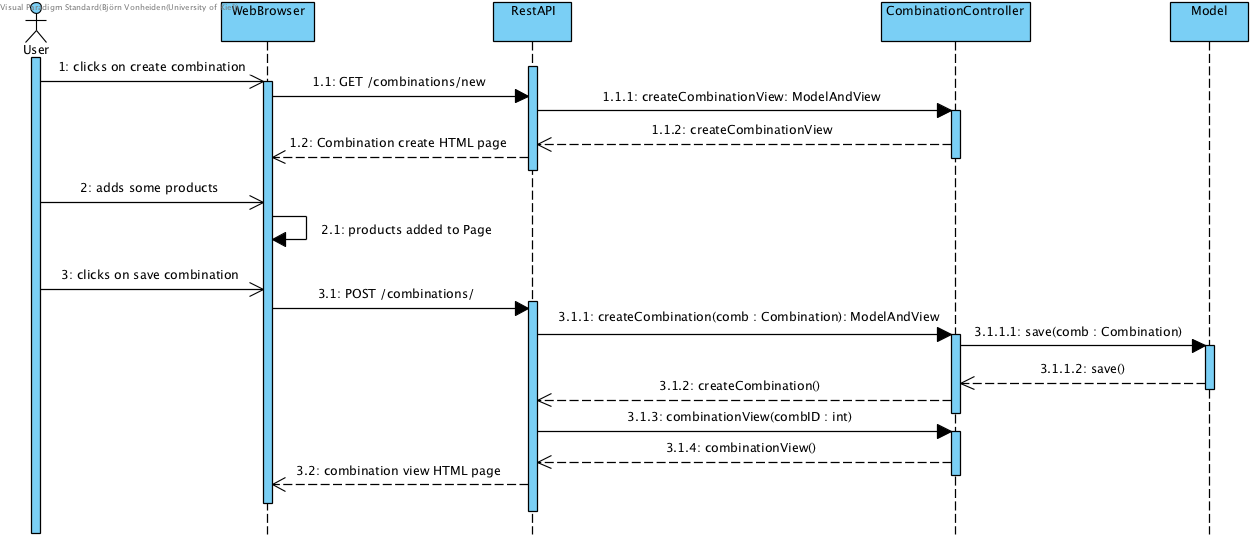 Visual Paradigm Standard(Björn Vonheiden(University of
User
WebBrowser
RestAPI
CombinationController
Model
1: clicks on create combination
1.1: GET /combinations/new
1.1.1: createCombinationView: ModelAndView
1.1.2: createCombinationView
1.2: Combination create HTML page
2: adds some products
2.1: products added to Page
3: clicks on save combination
3.1: POST /combinations/
3.1.1: createCombination(comb : Combination): ModelAndView
3.1.1.1: save(comb : Combination)
3.1.1.2: save()
3.1.2: createCombination()
3.1.3: combinationView(combID : int)
3.1.4: combinationView()
3.2: combination view HTML page